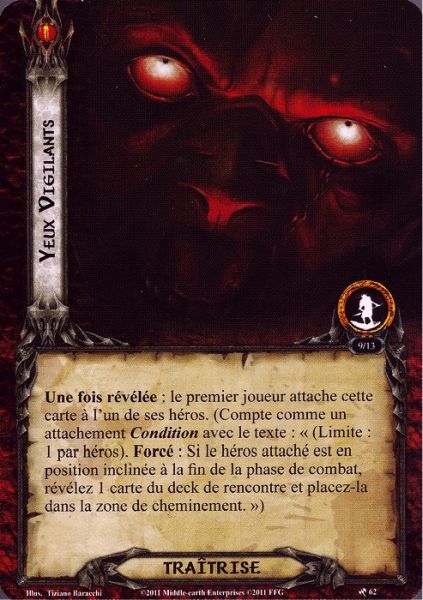 YEUX VIGILANTS
9/13
Une fois révélée : le premier joueur attache cette
carte à l'un de ses héros. (Compte comme un
attachement Condition avec le texte : « (Limite :
1 par héros). Forcé : Si le héros attaché est en
position inclinée à la fin de la phase de combat,
révélez 1 carte du deck de rencontre et placez-la
dans la zone de cheminement. »)
TRAÎTRISE
Illus. Tiziano Baracchi
©2011 Middle-earth Enterprises ©2011 FFG
62